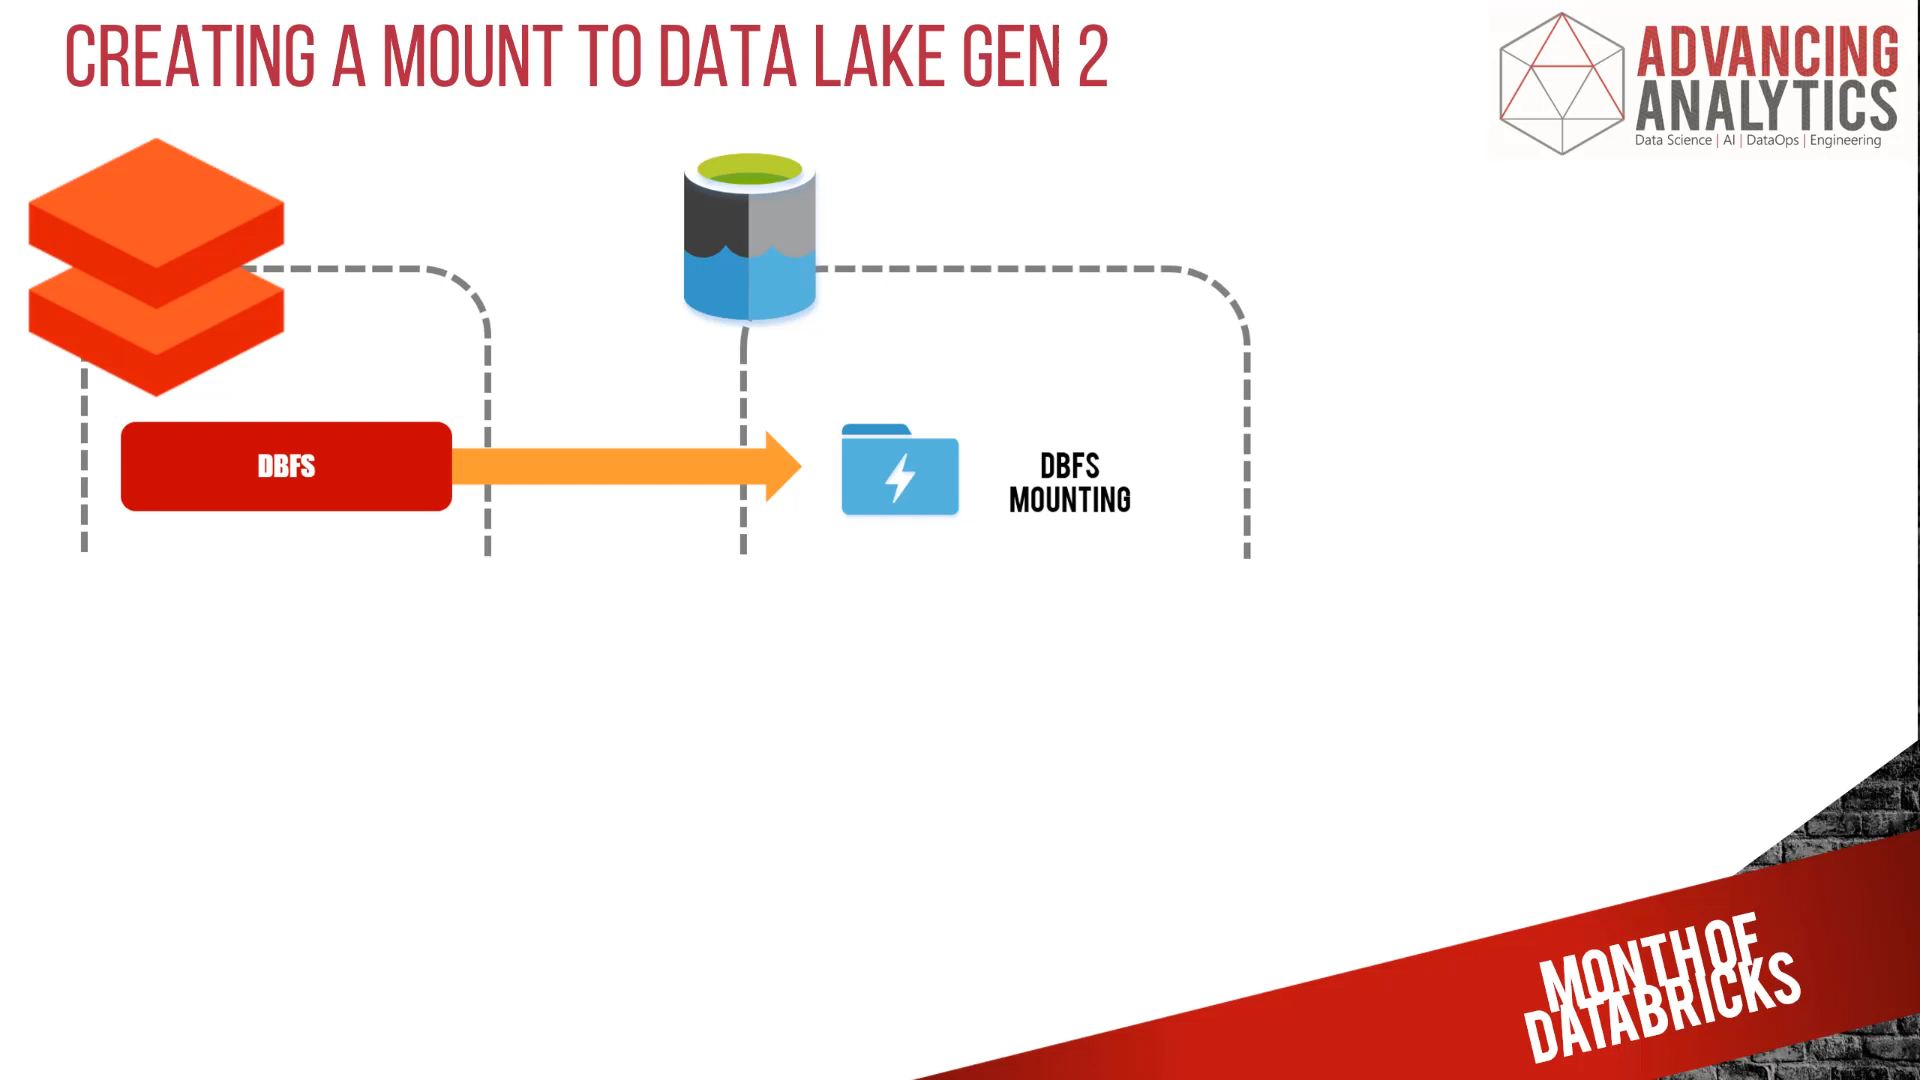 CREATING A MOUNT TO DATA LAKE GEN 2
ADVANCING
ANALYTICS
Data Science | AI | DataOps | Engineering
DBFS
DBFS
MOUNTING
MONTH OF
DATABRICKS